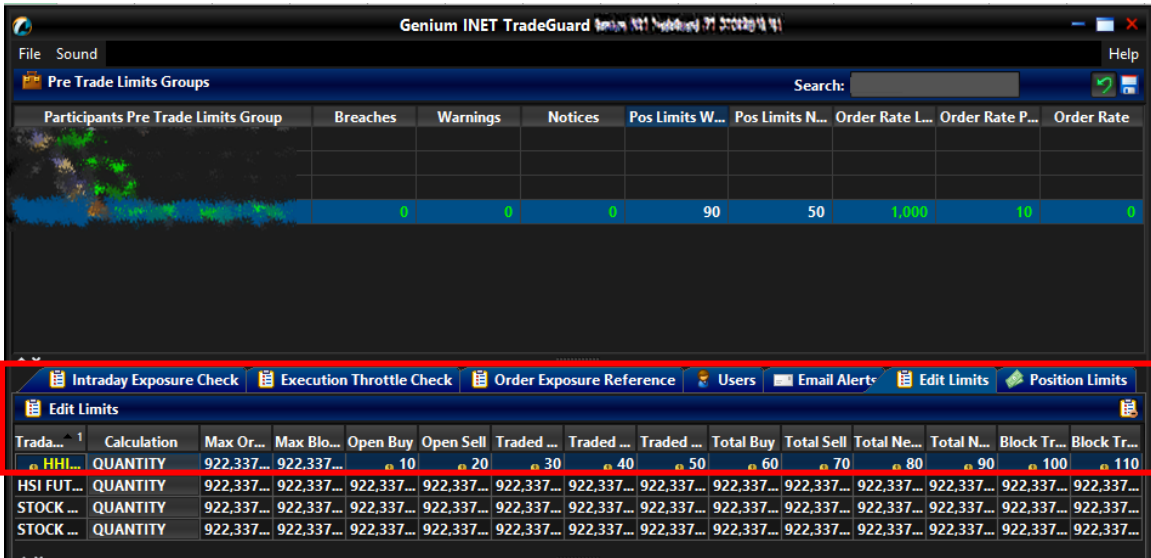 Genium INET TradeGuard
File Sound Help
Pre Trade Limits Groups Search:
Participants Pre Trade Limits Group Breaches Warnings Notices Pos Limits W... Pos Limits N... Order Rate L... Order Rate P... Order Rate
0 0 0 90 50 1,000 10 0
Intraday Exposure Check Execution Throttle Check Order Exposure Reference Users Email Alerts Edit Limits Position Limits
Edit Limits
Trada... 1 Calculation Max Or... Max Blo... Open Buy Open Sell Traded ... Traded ... Traded ... Total Buy Total Sell Total Ne... Total N... Block Tr... Block Tr...
HHI... QUANTITY 922,337... 922,337... 10 20 30 40 50 60 70 80 90 100 110
HSI FUT... QUANTITY 922,337... 922,337... 922,337... 922,337... 922,337... 922,337... 922,337... 922,337... 922,337... 922,337... 922,337... 922,337... 922,337...
STOCK ... QUANTITY 922,337... 922,337... 922,337... 922,337... 922,337... 922,337... 922,337... 922,337... 922,337... 922,337... 922,337... 922,337... 922,337...
STOCK ... QUANTITY 922,337... 922,337... 922,337... 922,337... 922,337... 922,337... 922,337... 922,337... 922,337... 922,337... 922,337... 922,337... 922,337...